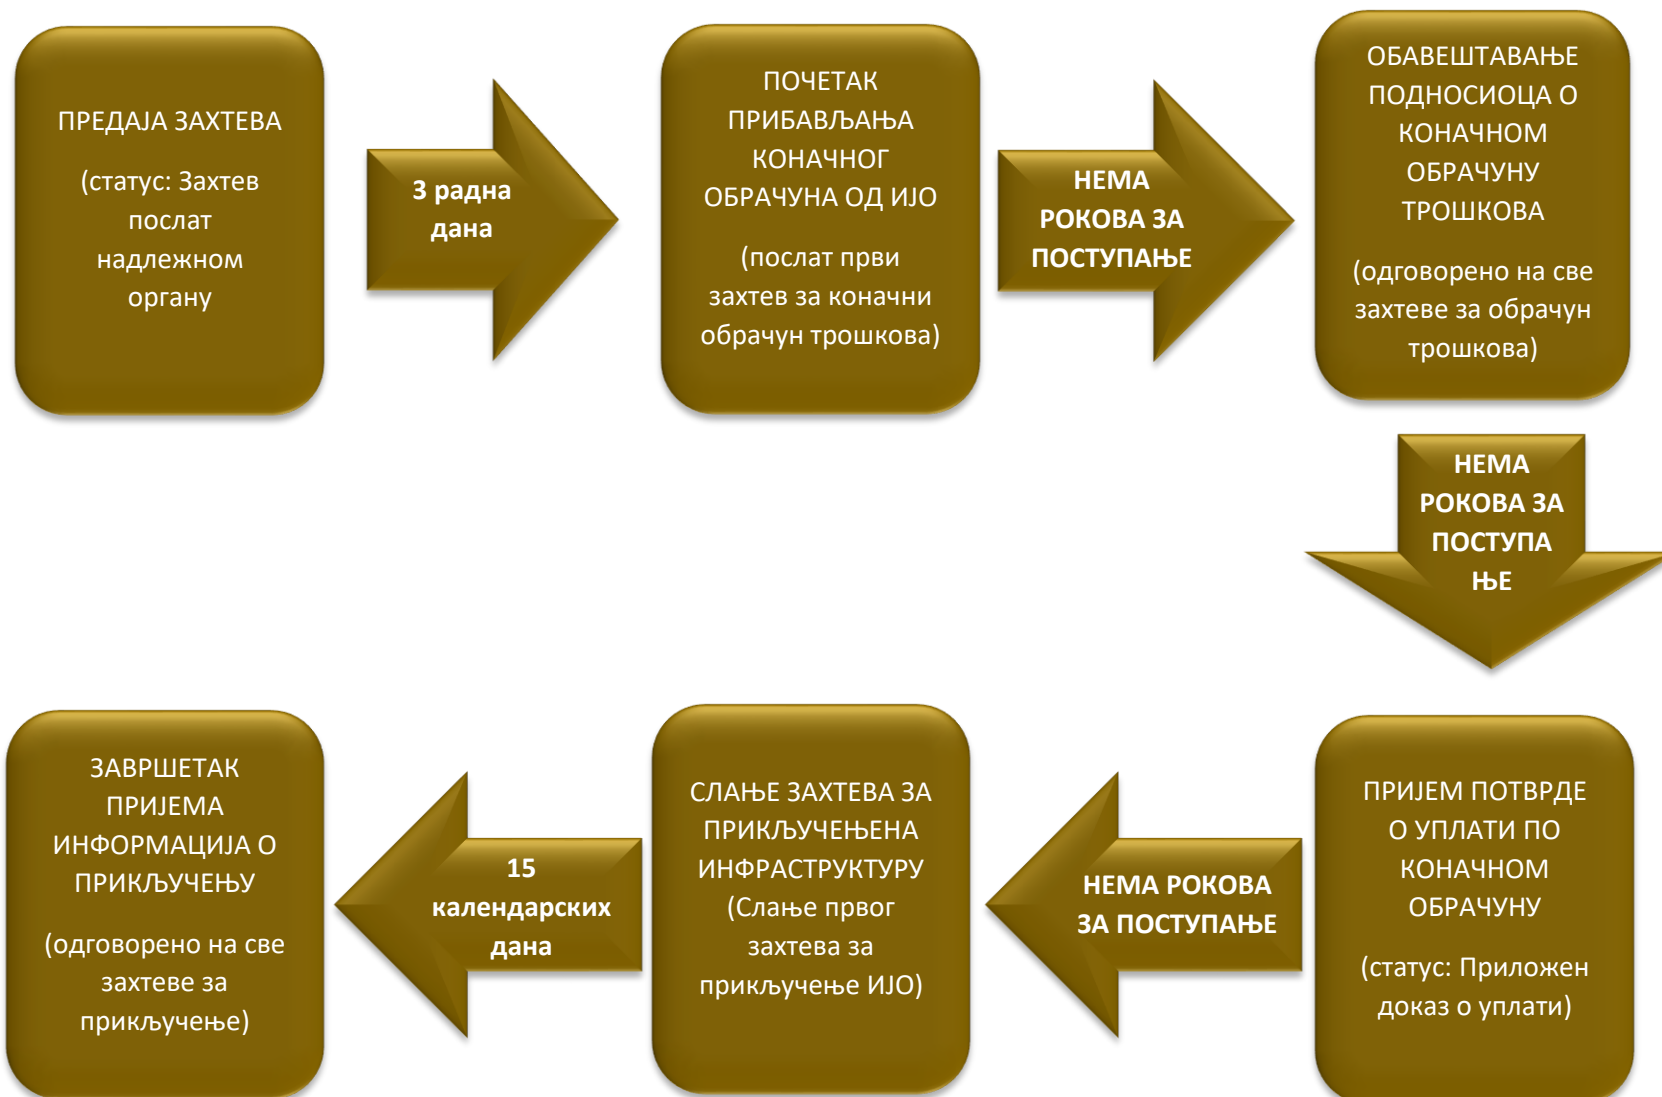 ПРЕДАЈА ЗАХТЕВА
(статус: Захтев
послат
надлежном
органу
3 радна
дана
ПОЧЕТАК
ПРИБАВЉАЊА
КОНАЧНОГ
ОБРАЧУНА ОД ИЈО
(послат први
захтев за коначни
обрачун трошкова)
НЕМА
РОКОВА ЗА
ПОСТУПАЊЕ
ОБАВЕШТАВАЊЕ
ПОДНОСИОЦА О
КОНАЧНОМ
ОБРАЧУНУ
ТРОШКОВА
(одговорено на све
захтеве за обрачун
трошкова)
НЕМА
РОКОВА ЗА
ПОСТУПА
ЊЕ
ПРИЈЕМ ПОТВРДЕ
О УПЛАТИ ПО
КОНАЧНОМ
ОБРАЧУНУ
(статус: Приложен
доказ о уплати)
НЕМА РОКОВА
ЗА ПОСТУПАЊЕ
СЛАЊЕ ЗАХТЕВА ЗА
ПРИКЉУЧЕЊЕНА
ИНФРАСТРУКТУРУ
(Слање првог
захтева за
прикључење ИЈО)
15
календарских
дана
ЗАВРШЕТАК
ПРИЈЕМА
ИНФОРМАЦИЈА О
ПРИКЉУЧЕЊУ
(одговорено на све
захтеве за
прикључење)